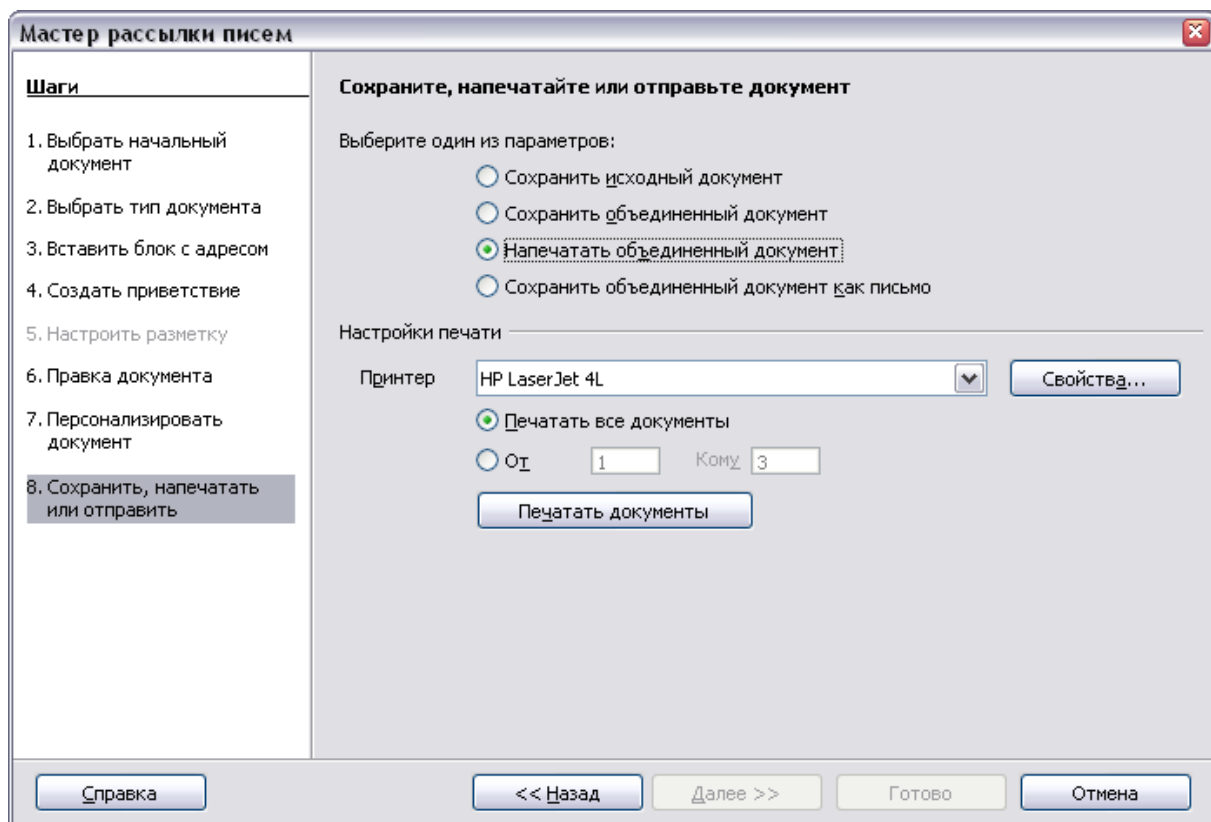 Мастер рассылки писем
Шаги
1. Выбрать начальный
документ
2. Выбрать тип документа
3. Вставить блок с адресом
4. Создать приветствие
5. Настроить разметку
6. Правка документа
7. Персонализировать
документ
8. Сохранить, напечатать
или отправить
Сохраните, напечатайте или отправьте документ
Выберите один из параметров:
Сохранить исходный документ
Сохранить объединенный документ
Напечатать объединенный документ
Сохранить объединенный документ как письмо
Настройки печати
Принтер HP LaserJet 4L Свойства...
Печатать все документы
От 1 Кому 3
Печатать документы
Справка << Назад Далее >> Готово Отмена